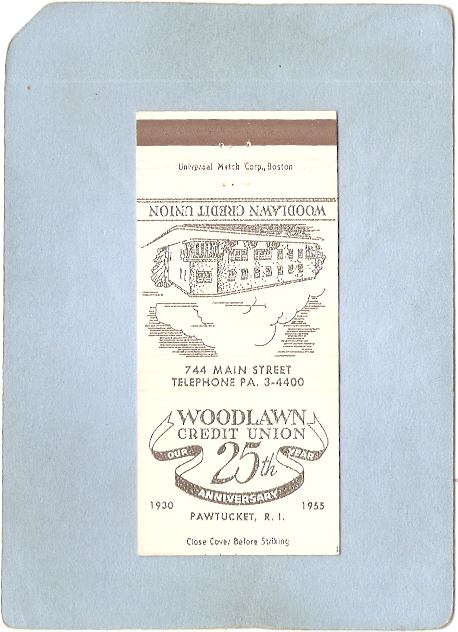 Universal Match Corp., Boston
WOODLAWN CREDIT UNION
744 MAIN STREET
TELEPHONE PA. 3-4400
WOODLAWN
CREDIT UNION
OUR 25th YEAR
ANNIVERSARY
1930 1955
PAWTUCKET, R. I.
Close Cover Before Striking